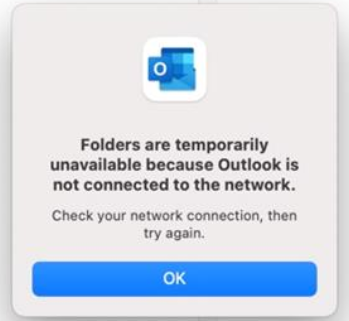 Folders are temporarily
unavailable because Outlook is
not connected to the network.
Check your network connection, then
try again.
OK